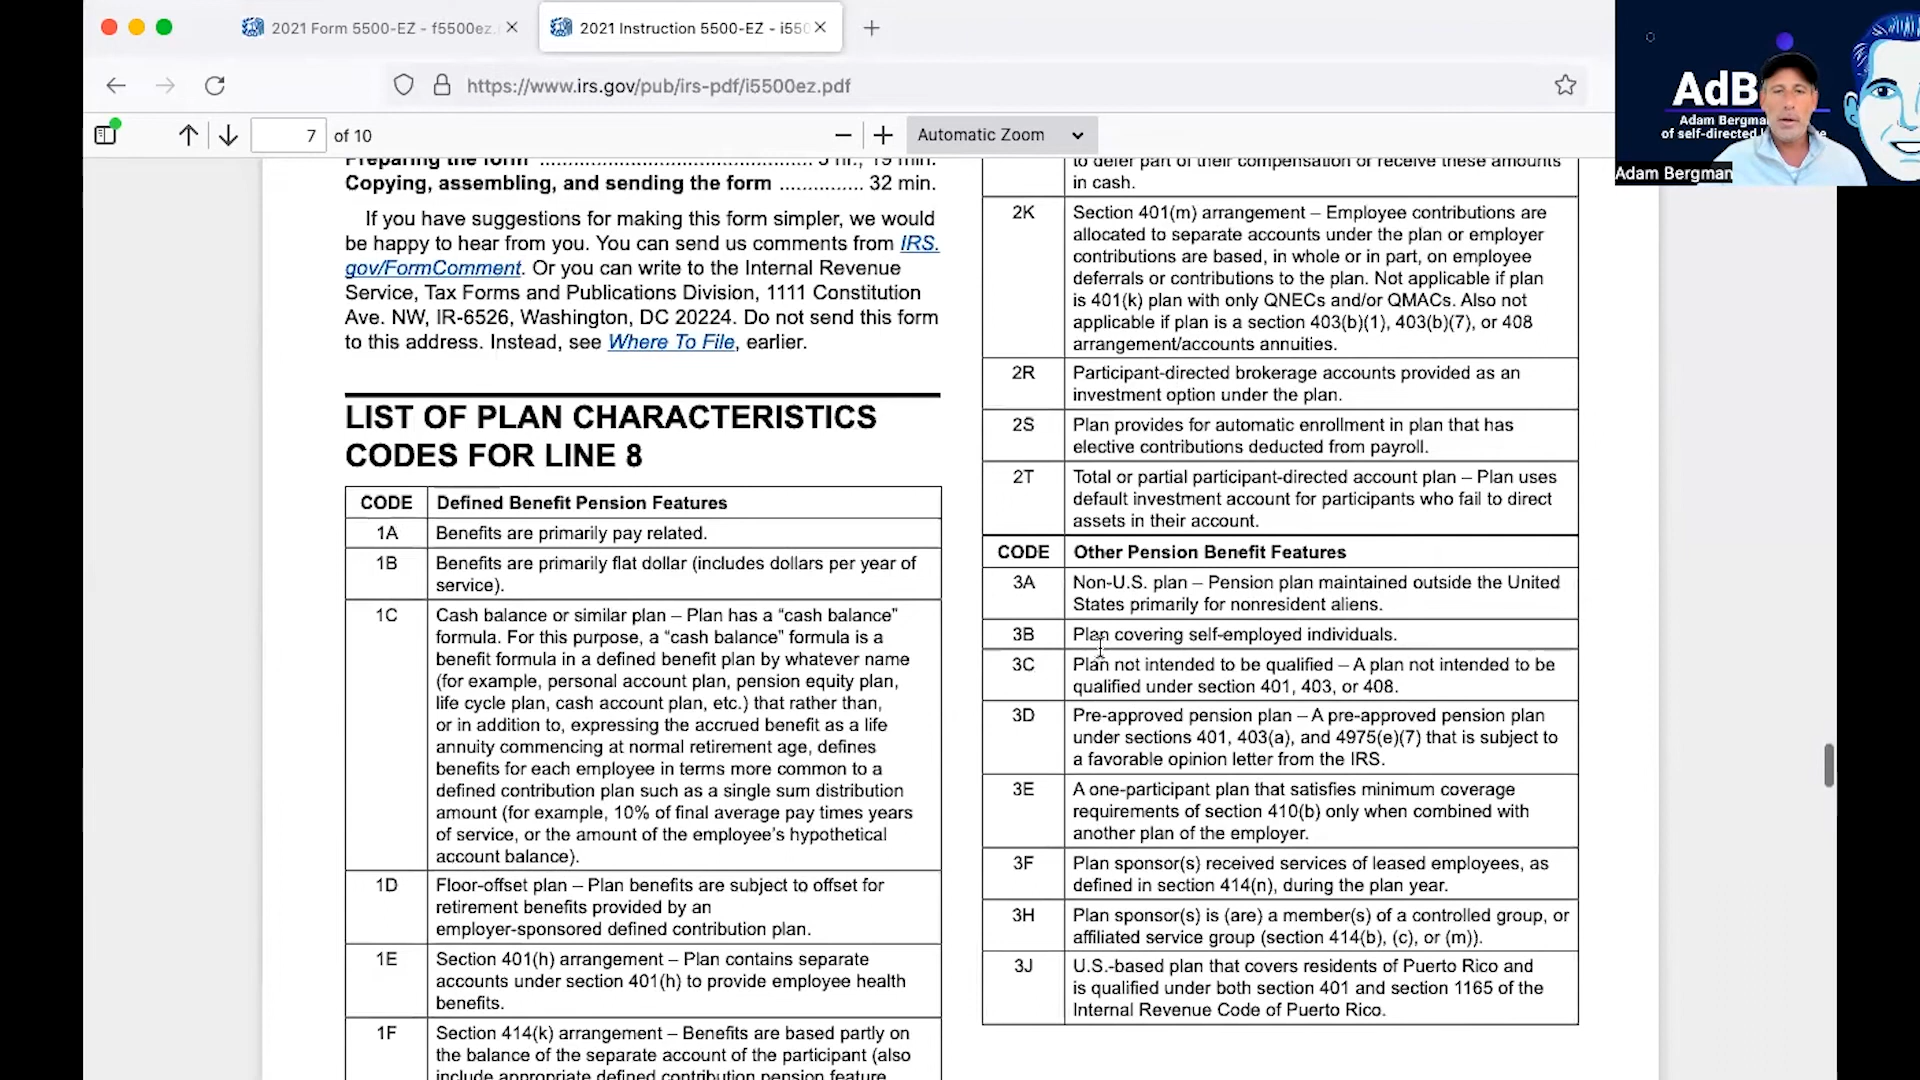 2021 Form 5500-EZ - f5500ez.
2021 Instruction 5500-EZ - i550
https://www.irs.gov/pub/irs-pdf/i5500ez.pdf
7 of 10
Automatic Zoom
AdB
Adam Bergma
of self-directed
Adam Bergman
Preparing the form
Copying, assembling, and sending the form .............. 32 min.
If you have suggestions for making this form simpler, we would
be happy to hear from you. You can send us comments from IRS.
gov/FormComment. Or you can write to the Internal Revenue
Service, Tax Forms and Publications Division, 1111 Constitution
Ave. NW, IR-6526, Washington, DC 20224. Do not send this form
to this address. Instead, see Where To File, earlier.
LIST OF PLAN CHARACTERISTICS
CODES FOR LINE 8
CODE Defined Benefit Pension Features
1A Benefits are primarily pay related.
1B Benefits are primarily flat dollar (includes dollars per year of
service).
1C Cash balance or similar plan – Plan has a “cash balance”
formula. For this purpose, a “cash balance” formula is a
benefit formula in a defined benefit plan by whatever name
(for example, personal account plan, pension equity plan,
life cycle plan, cash account plan, etc.) that rather than,
or in addition to, expressing the accrued benefit as a life
annuity commencing at normal retirement age, defines
benefits for each employee in terms more common to a
defined contribution plan such as a single sum distribution
amount (for example, 10% of final average pay times years
of service, or the amount of the employee’s hypothetical
account balance).
1D Floor-offset plan – Plan benefits are subject to offset for
retirement benefits provided by an
employer-sponsored defined contribution plan.
1E Section 401(h) arrangement – Plan contains separate
accounts under section 401(h) to provide employee health
benefits.
1F Section 414(k) arrangement – Benefits are based partly on
the balance of the separate account of the participant (also
include appropriate defined contribution pension feature
to defer part of their compensation or receive these amounts
in cash.
2K Section 401(m) arrangement – Employee contributions are
allocated to separate accounts under the plan or employer
contributions are based, in whole or in part, on employee
deferrals or contributions to the plan. Not applicable if plan
is 401(k) plan with only QNECs and/or QMACs. Also not
applicable if plan is a section 403(b)(1), 403(b)(7), or 408
arrangement/accounts annuities.
2R Participant-directed brokerage accounts provided as an
investment option under the plan.
2S Plan provides for automatic enrollment in plan that has
elective contributions deducted from payroll.
2T Total or partial participant-directed account plan – Plan uses
default investment account for participants who fail to direct
assets in their account.
CODE Other Pension Benefit Features
3A Non-U.S. plan – Pension plan maintained outside the United
States primarily for nonresident aliens.
3B Plan covering self-employed individuals.
3C Plan not intended to be qualified – A plan not intended to be
qualified under section 401, 403, or 408.
3D Pre-approved pension plan – A pre-approved pension plan
under sections 401, 403(a), and 4975(e)(7) that is subject to
a favorable opinion letter from the IRS.
3E A one-participant plan that satisfies minimum coverage
requirements of section 410(b) only when combined with
another plan of the employer.
3F Plan sponsor(s) received services of leased employees, as
defined in section 414(n), during the plan year.
3H Plan sponsor(s) is (are) a member(s) of a controlled group, or
affiliated service group (section 414(b), (c), or (m)).
3J U.S.-based plan that covers residents of Puerto Rico and
is qualified under both section 401 and section 1165 of the
Internal Revenue Code of Puerto Rico.